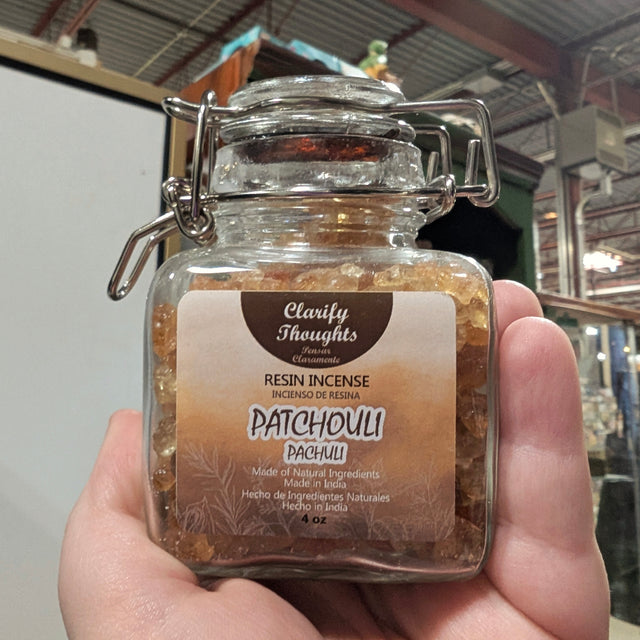 Clarify
Thoughts
Pensar
Claramente
RESIN INCENSE
INCIENSO DE RESINA
PATCHOULI
PACHULI
Made of Natural Ingredients
Made in India
Hecho de Ingredientes Naturales
Hecho in India
4 oz